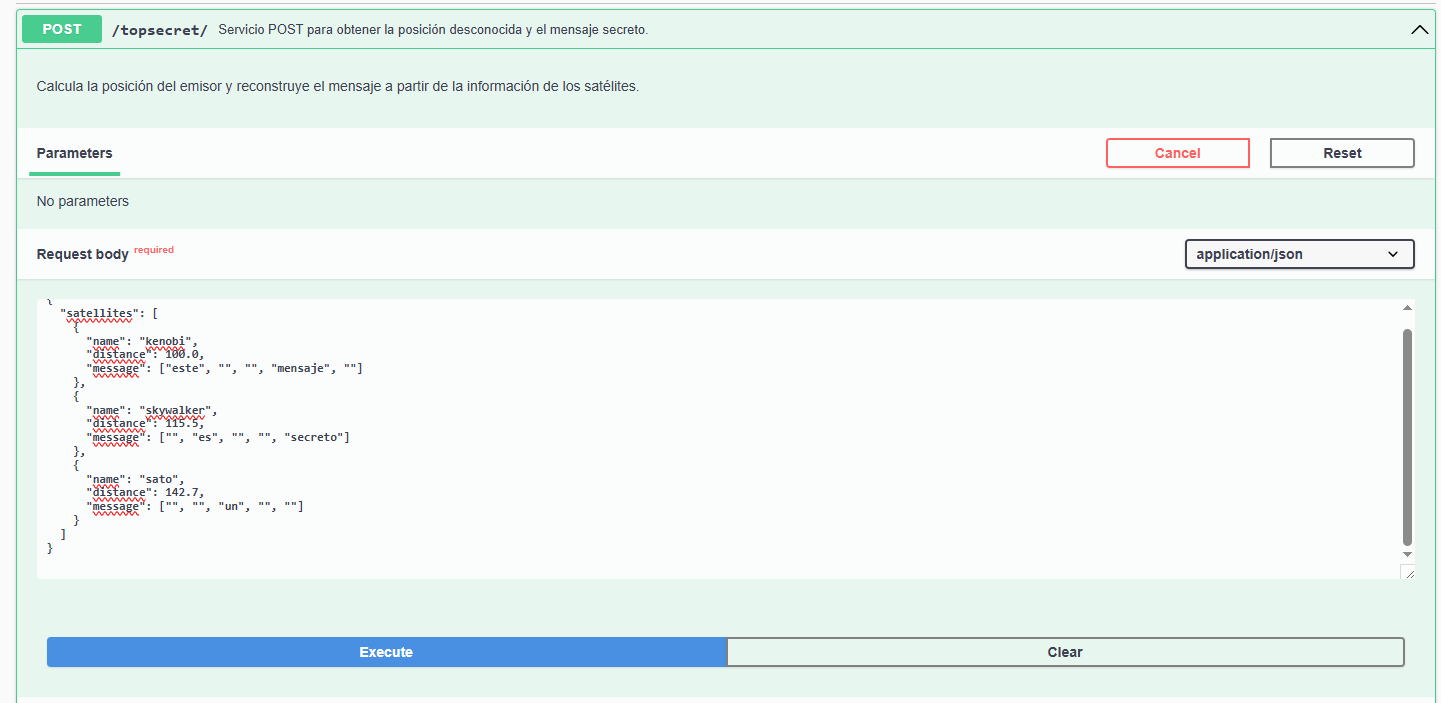 POST /topsecret/ Servicio POST para obtener la posición desconocida y el mensaje secreto.
Calcula la posición del emisor y reconstruye el mensaje a partir de la información de los satélites.
Parameters Cancel Reset
No parameters
Request body required application/json
{
  "satellites": [
    {
      "name": "kenobi",
      "distance": 100.0,
      "message": ["este", "", "", "mensaje", ""]
    },
    {
      "name": "skywalker",
      "distance": 115.5,
      "message": ["", "es", "", "", "secreto"]
    },
    {
      "name": "sato",
      "distance": 142.7,
      "message": ["", "", "un", "", ""]
    }
  ]
}
Execute Clear